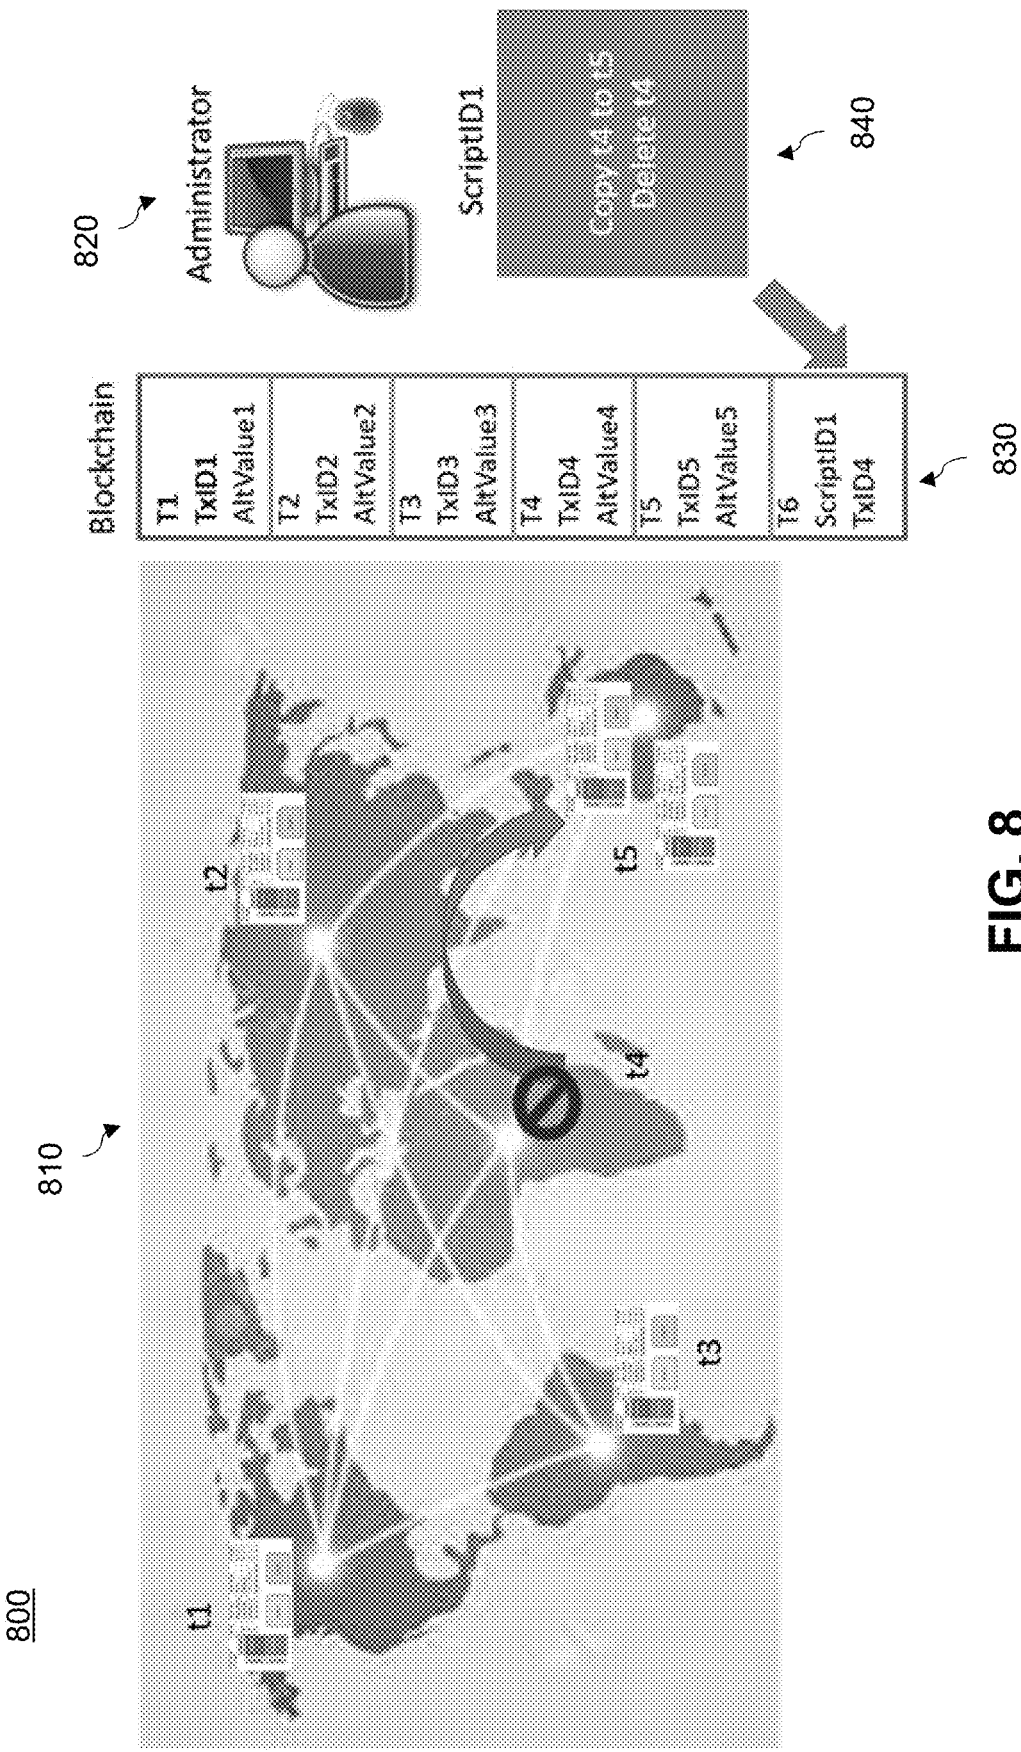 800
810
820
t1
t2
t3
t4
t5
Blockchain
T1
TxID1
AltValue1
T2
TxID2
AltValue2
T3
TxID3
AltValue3
T4
TxID4
AltValue4
T5
TxID5
AltValue5
T6
ScriptID1
TxID4
830
Administrator
ScriptID1
Copy t4 to t5
Delete t4
840
FIG. 8